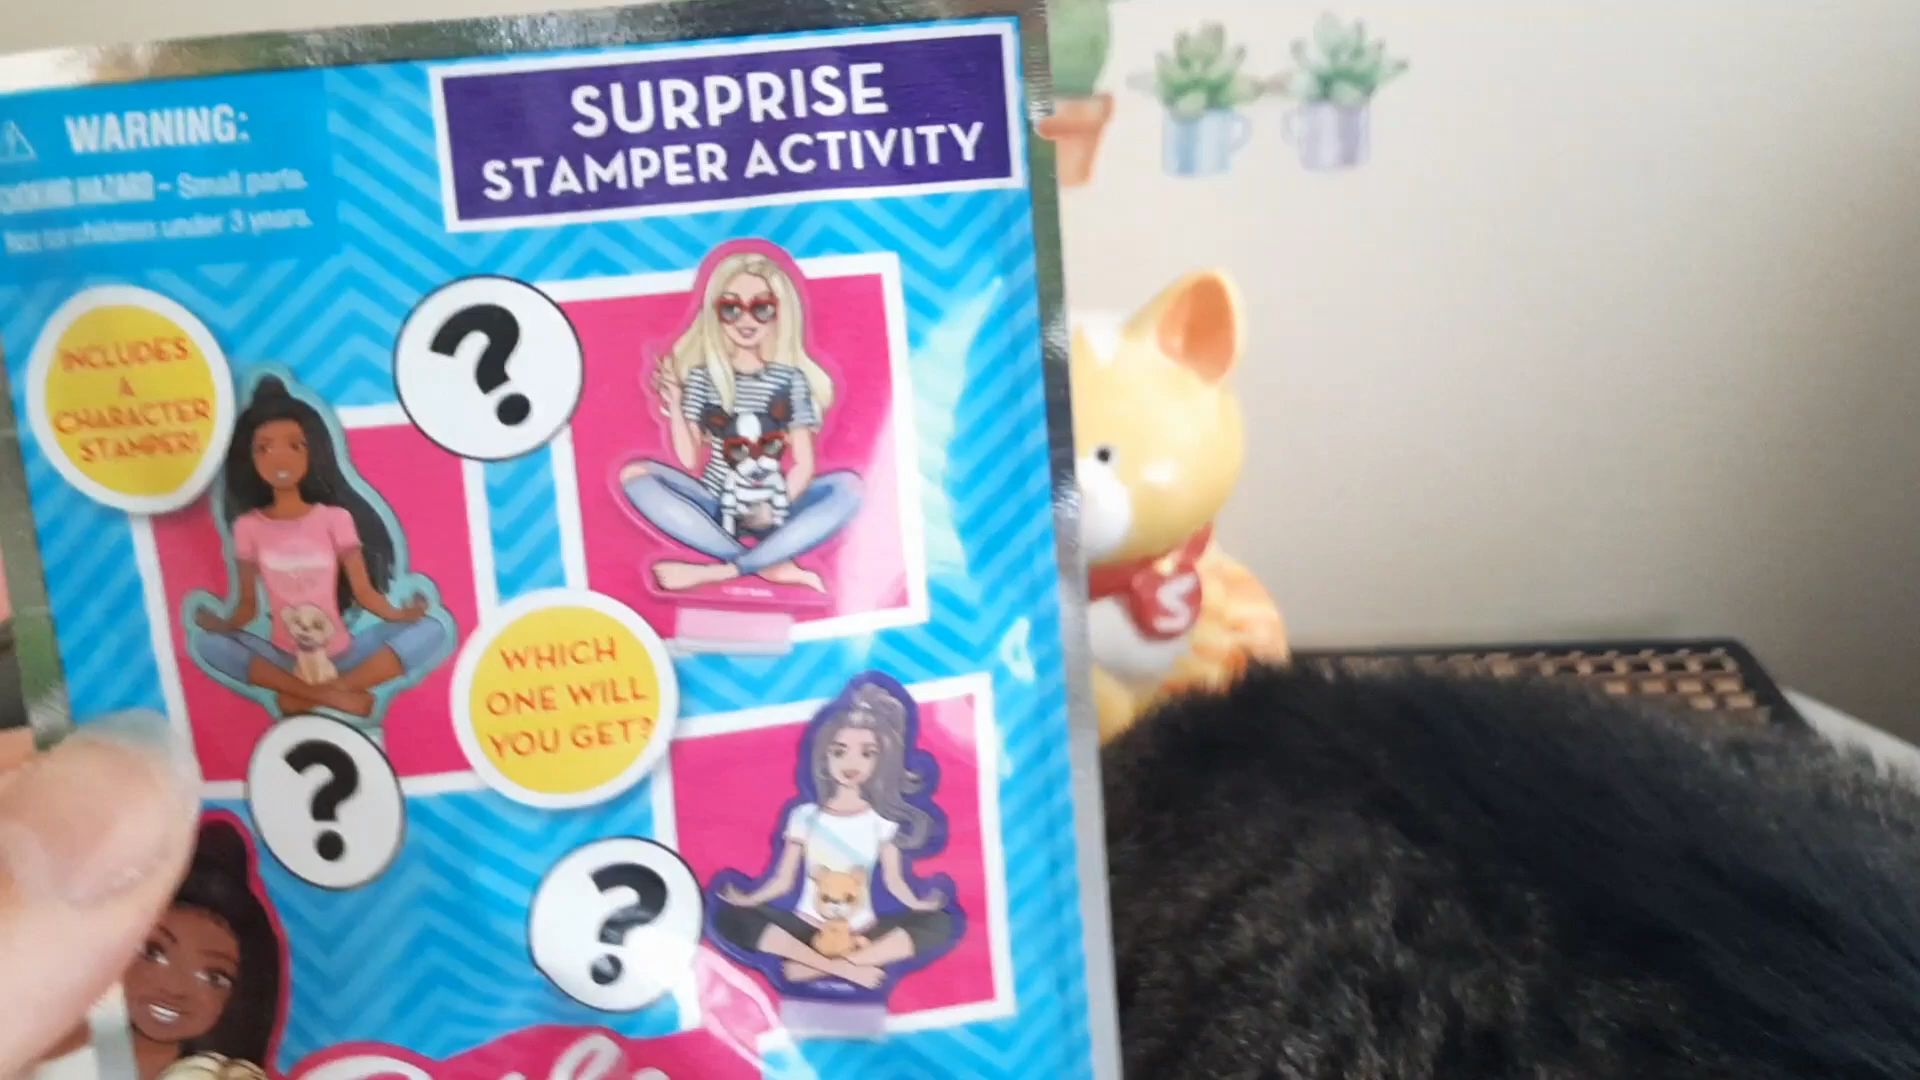 WARNING:
CHOKING HAZARD - Small parts.
Not for children under 3 years.
SURPRISE
STAMPER ACTIVITY
INCLUDES
A
CHARACTER
STAMPER!
?
?
WHICH
ONE WILL
YOU GET?
?
S